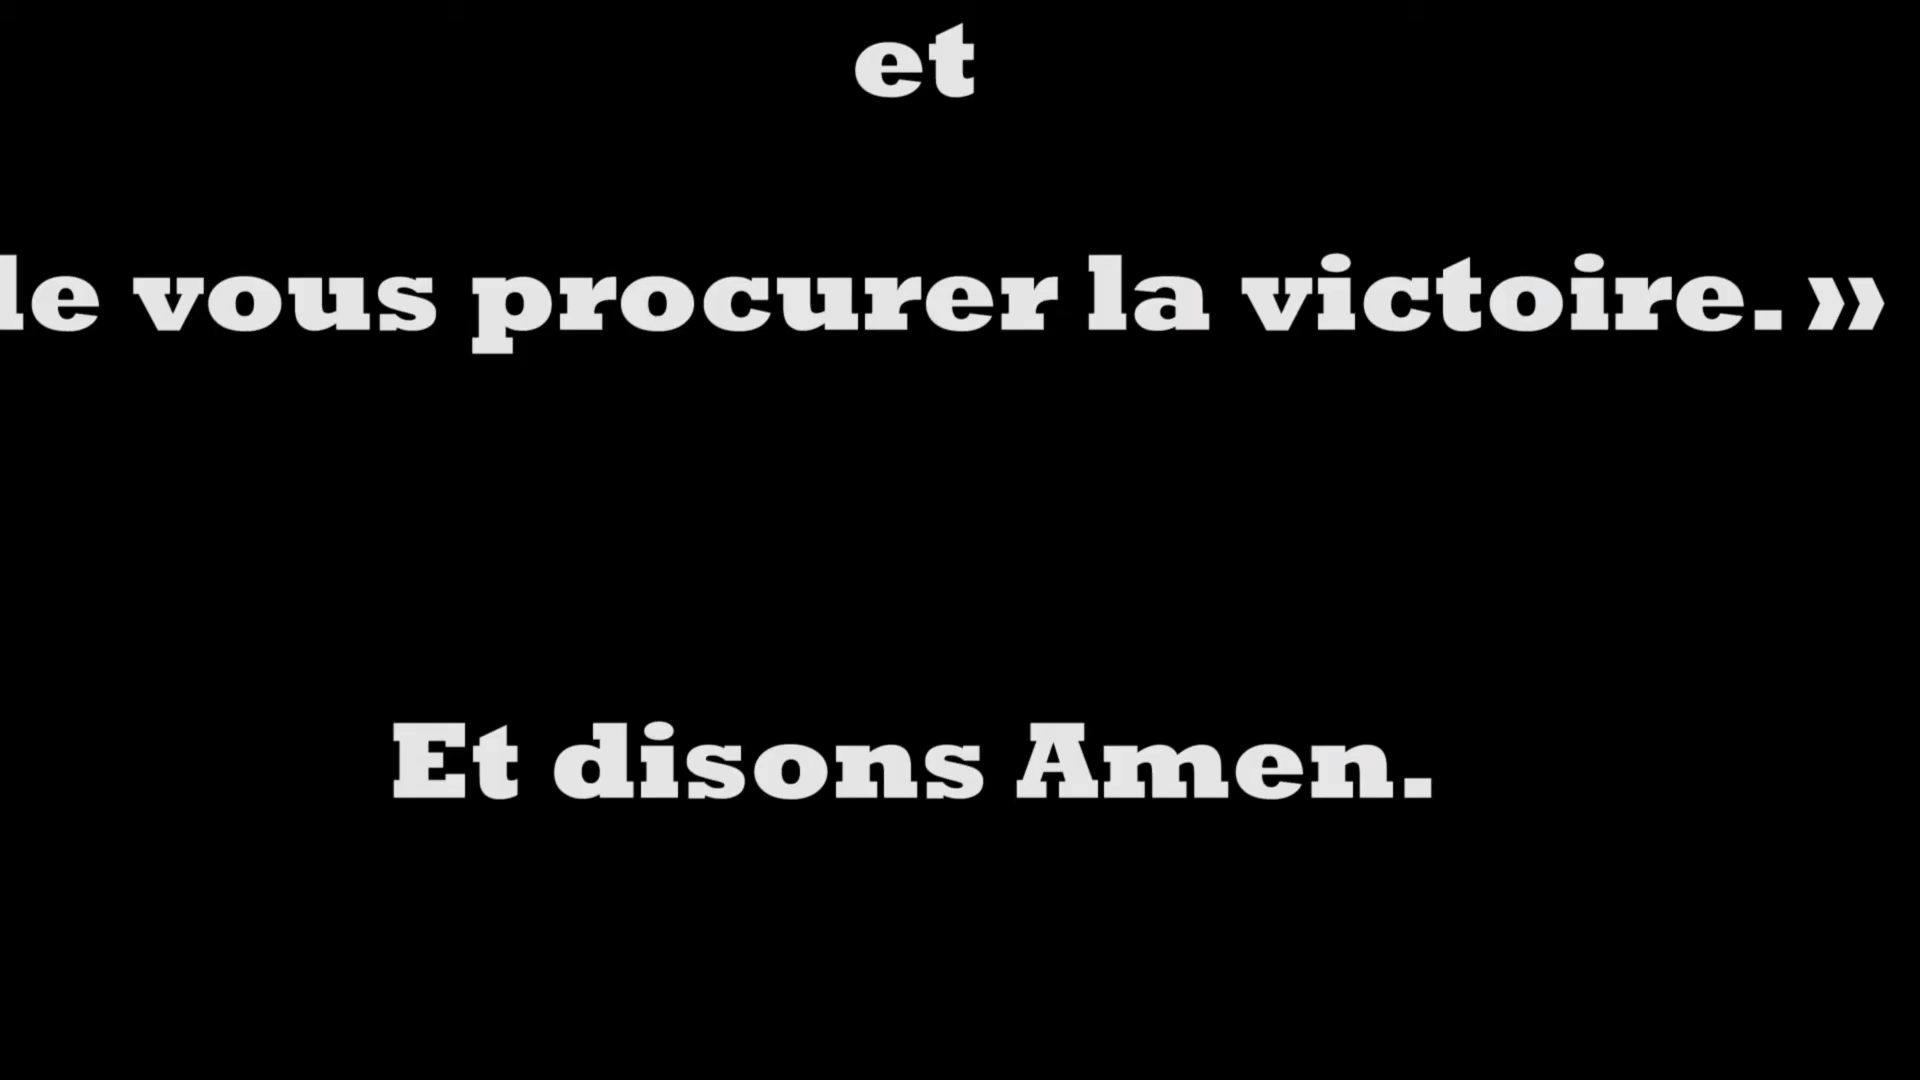 et
le vous procurer la victoire.»
Et disons Amen.